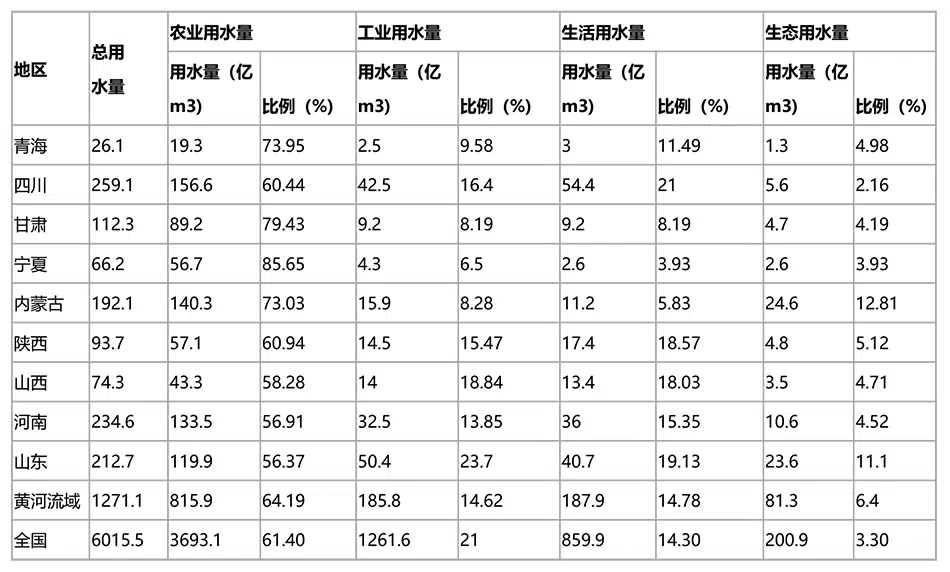 地区 总用水量 农业用水量 工业用水量 生活用水量 生态用水量
用水量（亿m3) 比例（%） 用水量（亿m3) 比例（%） 用水量（亿m3) 比例（%） 用水量（亿m3) 比例（%）
青海 26.1 19.3 73.95 2.5 9.58 3 11.49 1.3 4.98
四川 259.1 156.6 60.44 42.5 16.4 54.4 21 5.6 2.16
甘肃 112.3 89.2 79.43 9.2 8.19 9.2 8.19 4.7 4.19
宁夏 66.2 56.7 85.65 4.3 6.5 2.6 3.93 2.6 3.93
内蒙古 192.1 140.3 73.03 15.9 8.28 11.2 5.83 24.6 12.81
陕西 93.7 57.1 60.94 14.5 15.47 17.4 18.57 4.8 5.12
山西 74.3 43.3 58.28 14 18.84 13.4 18.03 3.5 4.71
河南 234.6 133.5 56.91 32.5 13.85 36 15.35 10.6 4.52
山东 212.7 119.9 56.37 50.4 23.7 40.7 19.13 23.6 11.1
黄河流域 1271.1 815.9 64.19 185.8 14.62 187.9 14.78 81.3 6.4
全国 6015.5 3693.1 61.40 1261.6 21 859.9 14.30 200.9 3.30